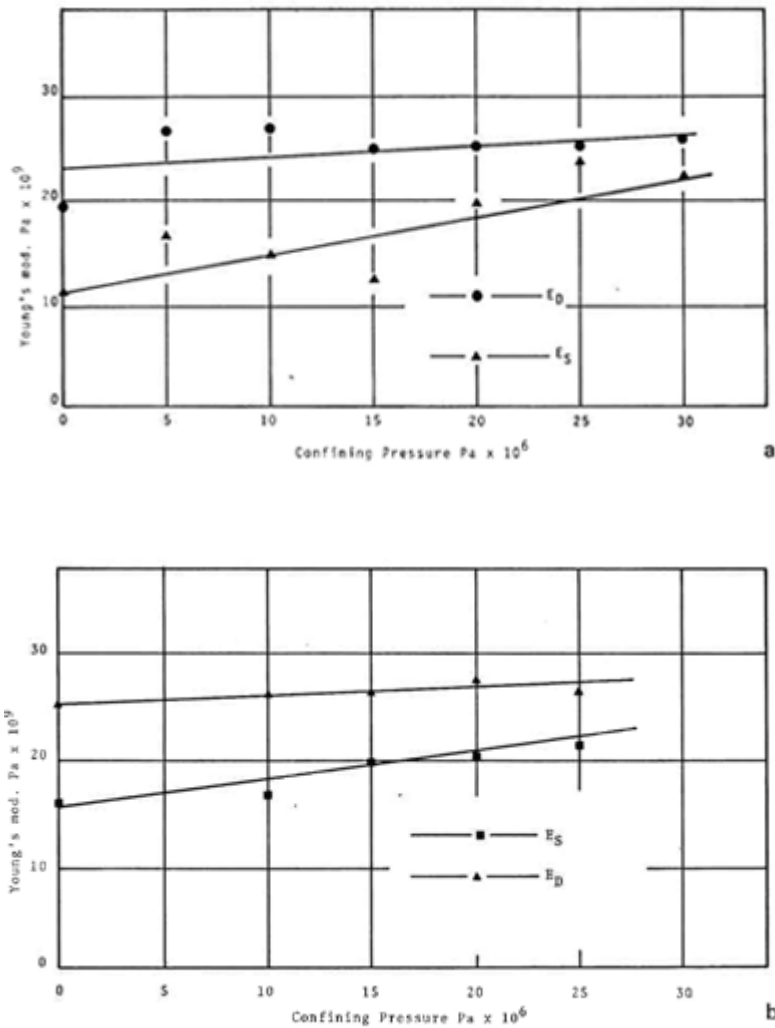 30
20
10
0
Young's mod. Pa x 10⁹
E_D
E_S
0 5 10 15 20 25 30
Confining Pressure Pa x 10⁶
a
30
20
10
0
Young's mod. Pa x 10⁹
E_S
E_D
0 5 10 15 20 25 30
Confining Pressure Pa x 10⁶
b